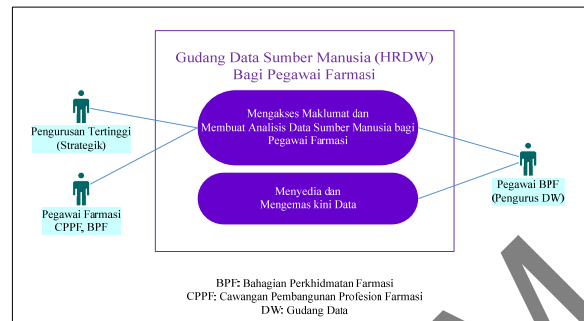 Gudang Data Sumber Manusia (HRDW)
Bagi Pegawai Farmasi
Mengakses Maklumat dan
Membuat Analisis Data Sumber Manusia bagi
Pegawai Farmasi
Pengurusan Tertinggi
(Strategik)
Menyedia dan
Mengemas kini Data
Pegawai BPF
(Pengurus DW)
Pegawai Farmasi
CPPF, BPF
BPF: Bahagian Perkhidmatan Farmasi
CPPF: Cawangan Pembangunan Profesion Farmasi
DW: Gudang Data